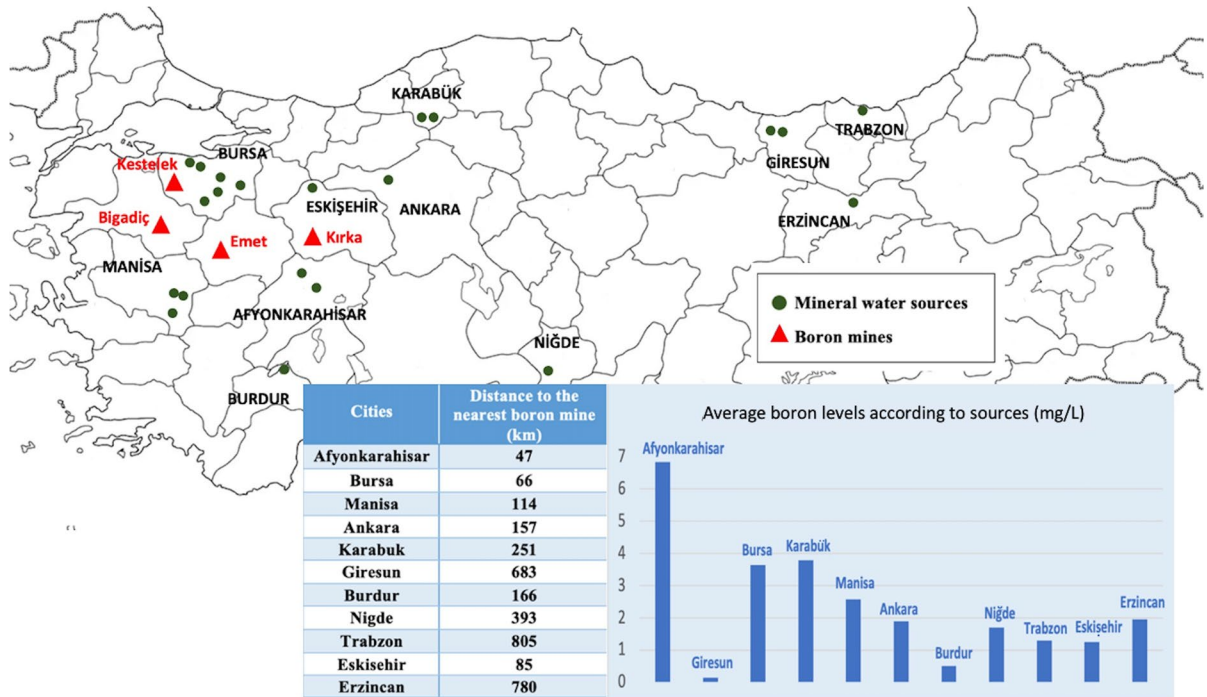 KARABÜK
TRABZON
GİRESUN
BURSA
Kestelek
ESKİŞEHİR
ANKARA
ERZİNCAN
Bigadiç
Emet
Kırka
MANİSA
AFYONKARAHİSAR
NİĞDE
BURDUR
Mineral water sources
Boron mines
Cities
Distance to the
nearest boron mine
(km)
Afyonkarahisar 47
Bursa 66
Manisa 114
Ankara 157
Karabuk 251
Giresun 683
Burdur 166
Nigde 393
Trabzon 805
Eskisehir 85
Erzincan 780
Average boron levels according to sources (mg/L)
7
6
5
4
3
2
1
0
Afyonkarahisar
Giresun
Bursa
Karabük
Manisa
Ankara
Burdur
Niğde
Trabzon
Eskişehir
Erzincan